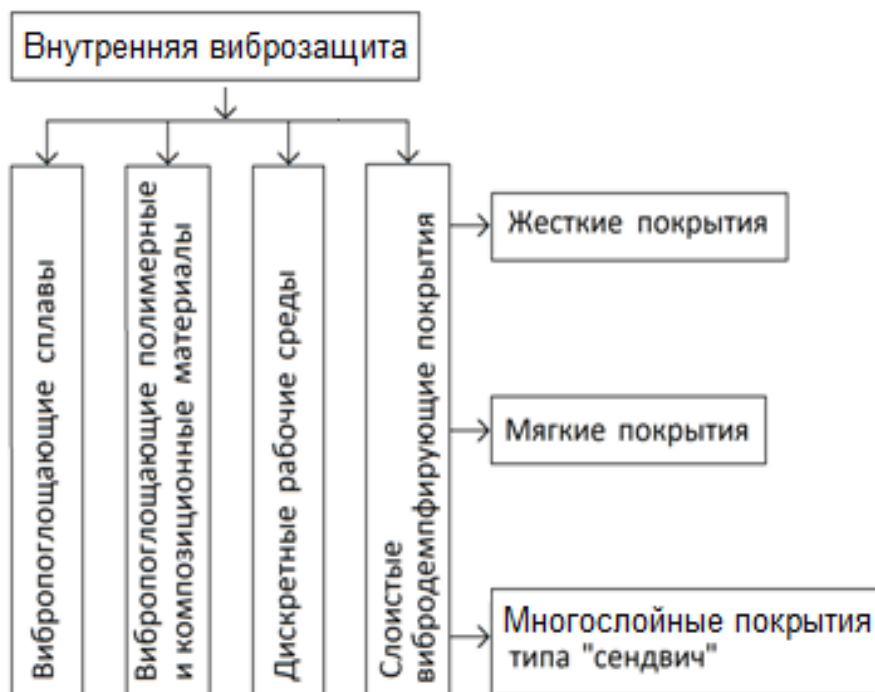 Внутренняя виброзащита
Вибропоглощающие сплавы
Вибропоглощающие полимерные
и композиционные материалы
Дискретные рабочие среды
Слоистые
вибродемпфирующие покрытия
Жесткие покрытия
Мягкие покрытия
Многослойные покрытия
типа "сендвич"